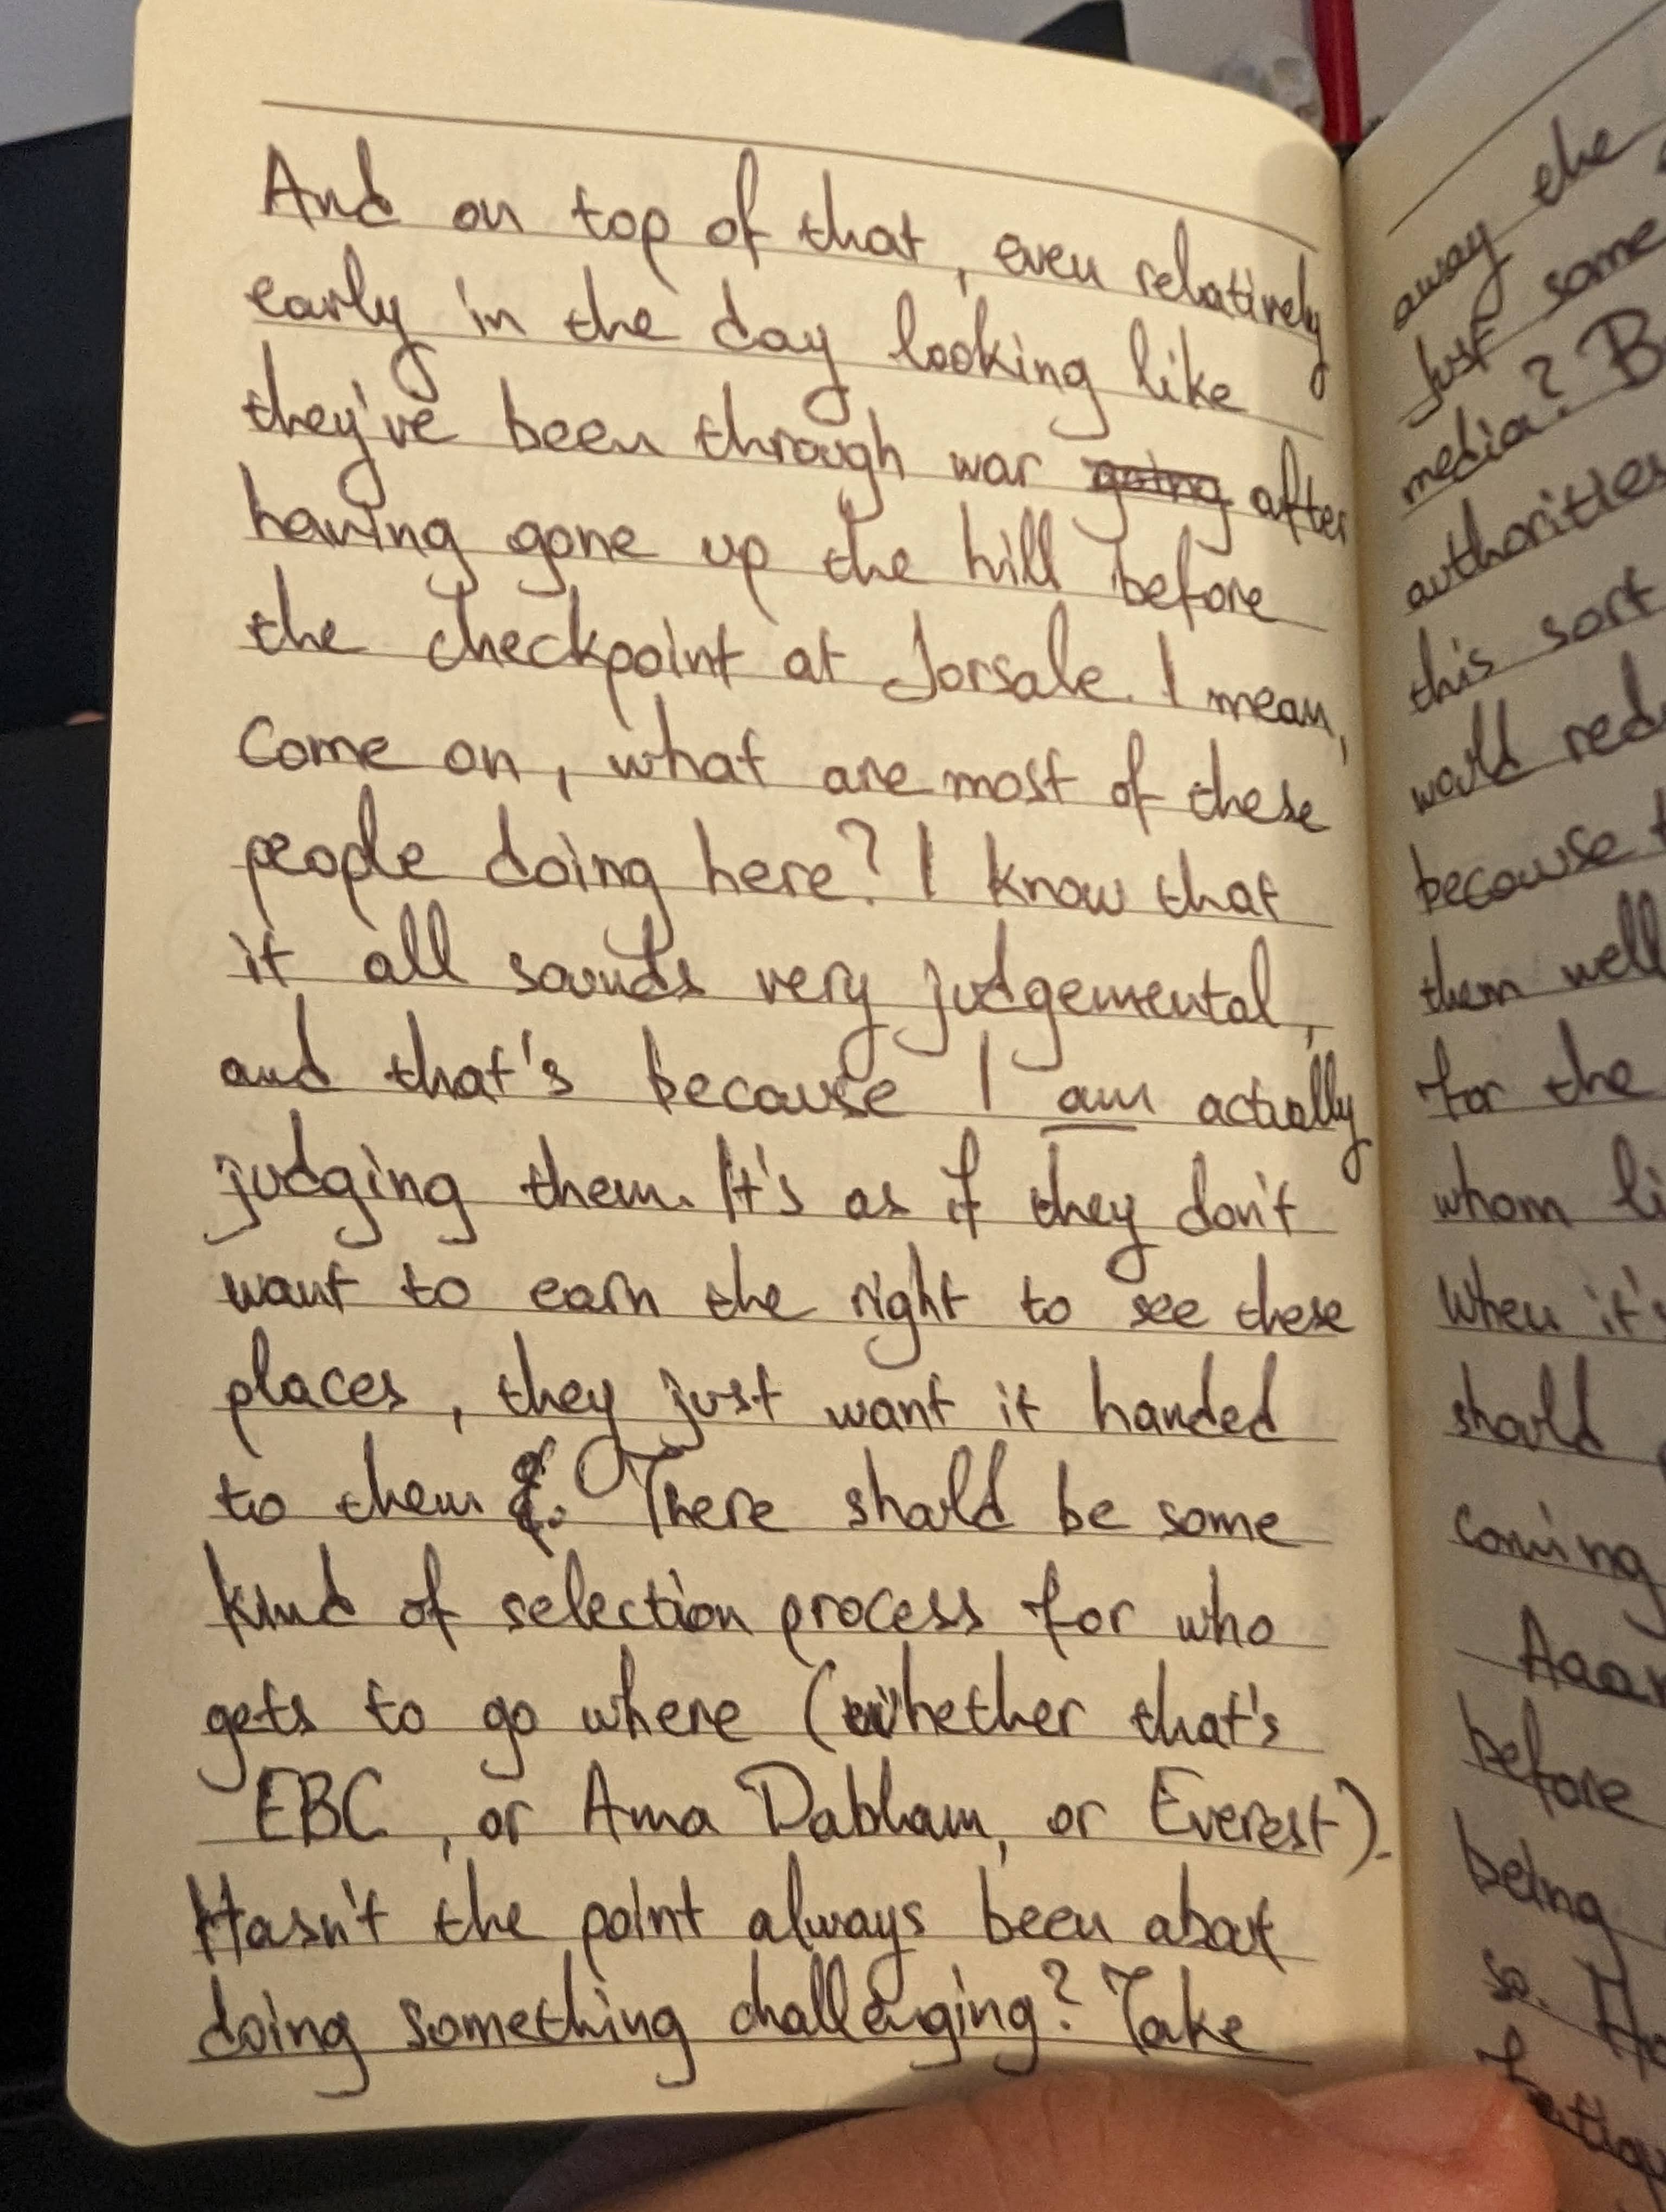 And on top of that, even relatively
early in the day looking like
they've been through war going after
having gone up the hill before
the checkpoint at Jorsale. I mean,
come on, what are most of these
people doing here? I know that
it all sounds very judgemental,
and that's because I am actually
judging them. It's as if they don't
want to earn the right to see these
places, they just want it handed
to them. There should be some
kind of selection process for who
gets to go where (whether that's
EBC, or Ama Dablam, or Everest).
Hasn't the point always been about
doing something challenging? Take
away the
just some
media?
authorities
this sort
would
because
them well
for the
whom
when it's
should
coming
before
being
so.